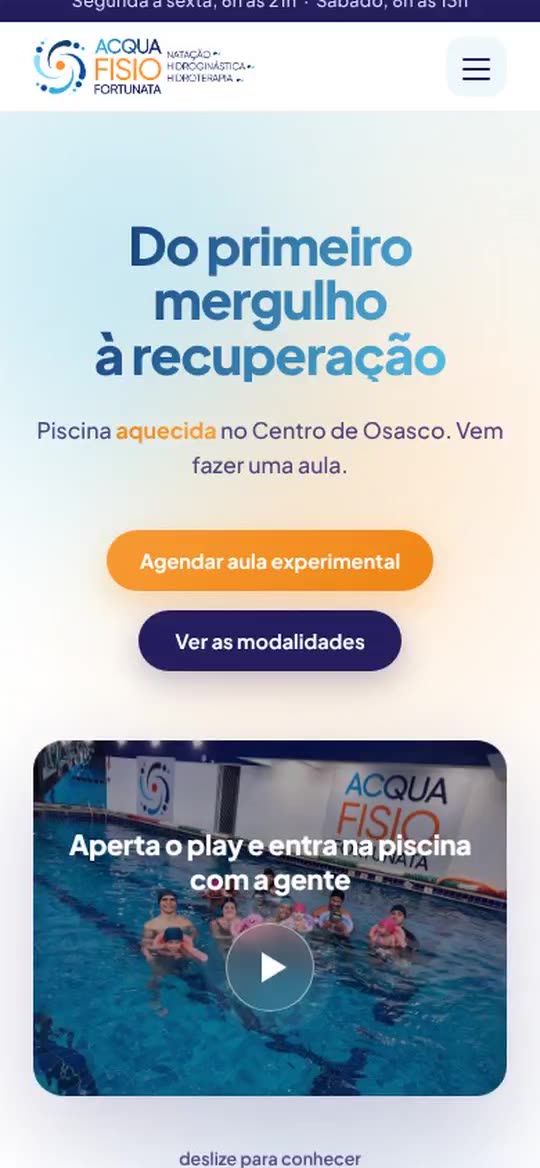 Segunda a sexta, 6h às 21h · Sábado, 8h às 13h
ACQUA
FISIO
FORTUNATA
NATAÇÃO
HIDROGINÁSTICA
HIDROTERAPIA
Do primeiro
mergulho
à recuperação
Piscina aquecida no Centro de Osasco. Vem
fazer uma aula.
Agendar aula experimental
Ver as modalidades
ACQUA
FISIO
Aperta o play e entra na piscina
com a gente
deslize para conhecer